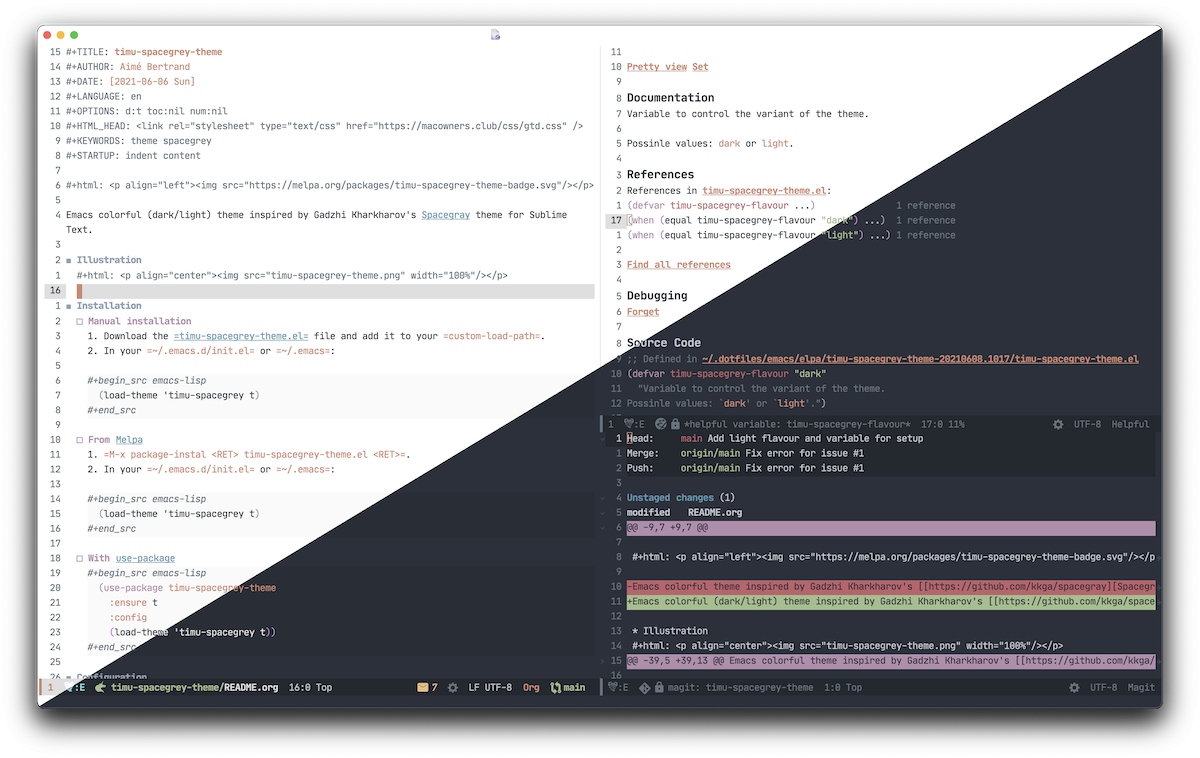 15 #+TITLE: timu-spacegrey-theme
14 #+AUTHOR: Aimé Bertrand
13 #+DATE: [2021-06-06 Sun]
12 #+LANGUAGE: en
11 #+OPTIONS: d:t toc:nil num:nil
10 #+HTML_HEAD: <link rel="stylesheet" type="text/css" href="https://macowners.club/css/gtd.css" />
9 #+KEYWORDS: theme spacegrey
8 #+STARTUP: indent content
7
6 #+html: <p align="left"><img src="https://melpa.org/packages/timu-spacegrey-theme-badge.svg"/></p>
5
4 Emacs colorful (dark/light) theme inspired by Gadzhi Kharkharov's Spacegray theme for Sublime
Text.
3
2 Illustration
1 #+html: <p align="center"><img src="timu-spacegrey-theme.png" width="100%"/></p>
16
1 Installation
2 Manual installation
3 1. Download the =timu-spacegrey-theme.el= file and add it to your =custom-load-path=.
4 2. In your =~/.emacs.d/init.el= or =~/.emacs=:
5
6 #+begin_src emacs-lisp
7 (load-theme 'timu-spacegrey t)
8 #+end_src
9
10 From Melpa
11 1. =M-x package-instal <RET> timu-spacegrey-theme.el <RET>=.
12 2. In your =~/.emacs.d/init.el= or =~/.emacs=:
13
14 #+begin_src emacs-lisp
15 (load-theme 'timu-spacegrey t)
16 #+end_src
17
18 With use-package
19 #+begin_src emacs-lisp
20 (use-package timu-spacegrey-theme
21 :ensure t
22 :config
23 (load-theme 'timu-spacegrey t))
24 #+end_src
25
26 Configuration
1 :E timu-spacegrey-theme/README.org 16:0 Top 7 LF UTF-8 Org main
11
10 Pretty view Set
9
8 Documentation
7 Variable to control the variant of the theme.
6
5 Possinle values: dark or light.
4
3 References
2 References in timu-spacegrey-theme.el:
1 (defvar timu-spacegrey-flavour ...) 1 reference
17 (when (equal timu-spacegrey-flavour "dark") ...) 1 reference
1 (when (equal timu-spacegrey-flavour "light") ...) 1 reference
2
3 Find all references
4
5 Debugging
6 Forget
7
8 Source Code
9 ;; Defined in ~/.dotfiles/emacs/elpa/timu-spacegrey-theme-20210608.1017/timu-spacegrey-theme.el
10 (defvar timu-spacegrey-flavour "dark"
11 "Variable to control the variant of the theme.
12 Possinle values: `dark' or `light'.")
1 :E *helpful variable: timu-spacegrey-flavour* 17:0 11% UTF-8 Helpful
1 Head: main Add light flavour and variable for setup
1 Merge: origin/main Fix error for issue #1
2 Push: origin/main Fix error for issue #1
3
4 Unstaged changes (1)
5 modified README.org
6 @@ -9,7 +9,7 @@
7
8 #+html: <p align="left"><img src="https://melpa.org/packages/timu-spacegrey-theme-badge.svg"/></p
9
10 -Emacs colorful theme inspired by Gadzhi Kharkharov's [[https://github.com/kkga/spacegray][Spacegr
11 +Emacs colorful (dark/light) theme inspired by Gadzhi Kharkharov's [[https://github.com/kkga/space
12
13 * Illustration
14 #+html: <p align="center"><img src="timu-spacegrey-theme.png" width="100%"/></p>
15 @@ -39,5 +39,13 @@ Emacs colorful theme inspired by Gadzhi Kharkharov's [[https://github.com/kkga/
16
:E magit: timu-spacegrey-theme 1:0 Top UTF-8 Magit